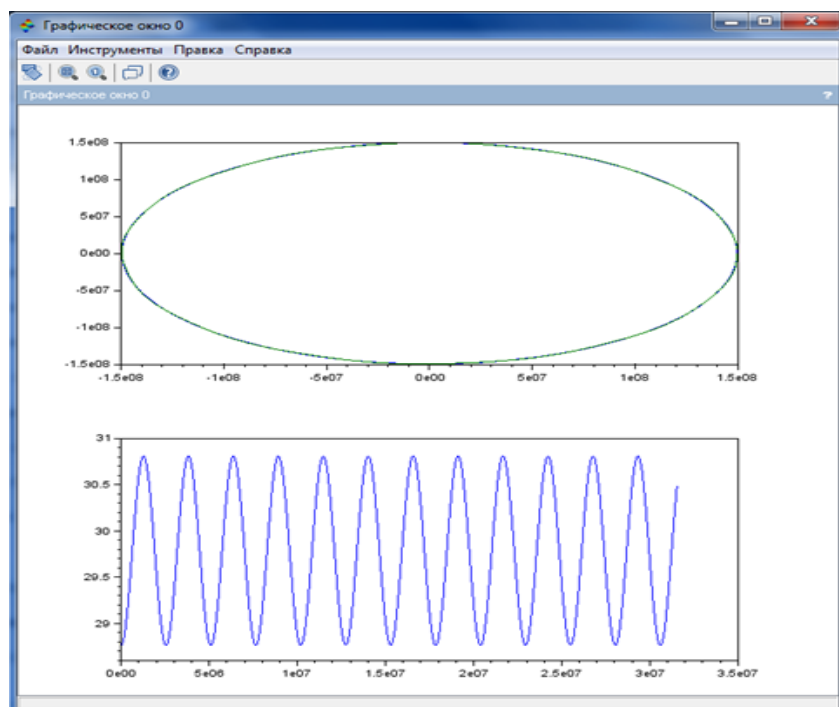 Графическое окно 0
Файл Инструменты Правка Справка
Графическое окно 0 ?
1.5e08
1e08
5e07
0e00
-5e07
-1e08
-1.5e08
-1.5e08 -1e08 -5e07 0e00 5e07 1e08 1.5e08
31
30.5
30
29.5
29
0e00 5e06 1e07 1.5e07 2e07 2.5e07 3e07 3.5e07